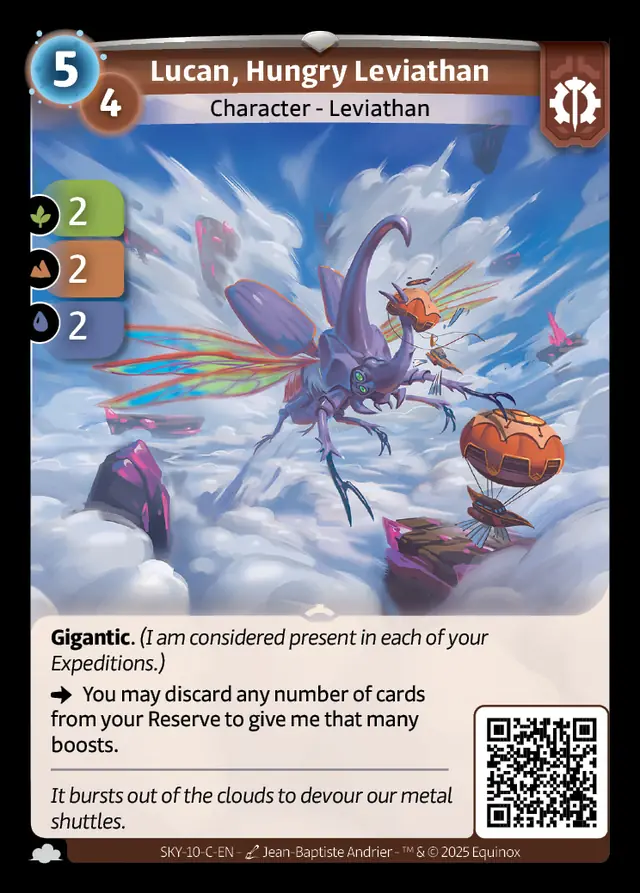 5
Lucan, Hungry Leviathan
4
Character - Leviathan
2
2
2
Gigantic. (I am considered present in each of your
Expeditions.)
You may discard any number of cards
from your Reserve to give me that many
boosts.
It bursts out of the clouds to devour our metal
shuttles.
SKY-10-C-EN - Jean-Baptiste Andrier - ™ & © 2025 Equinox